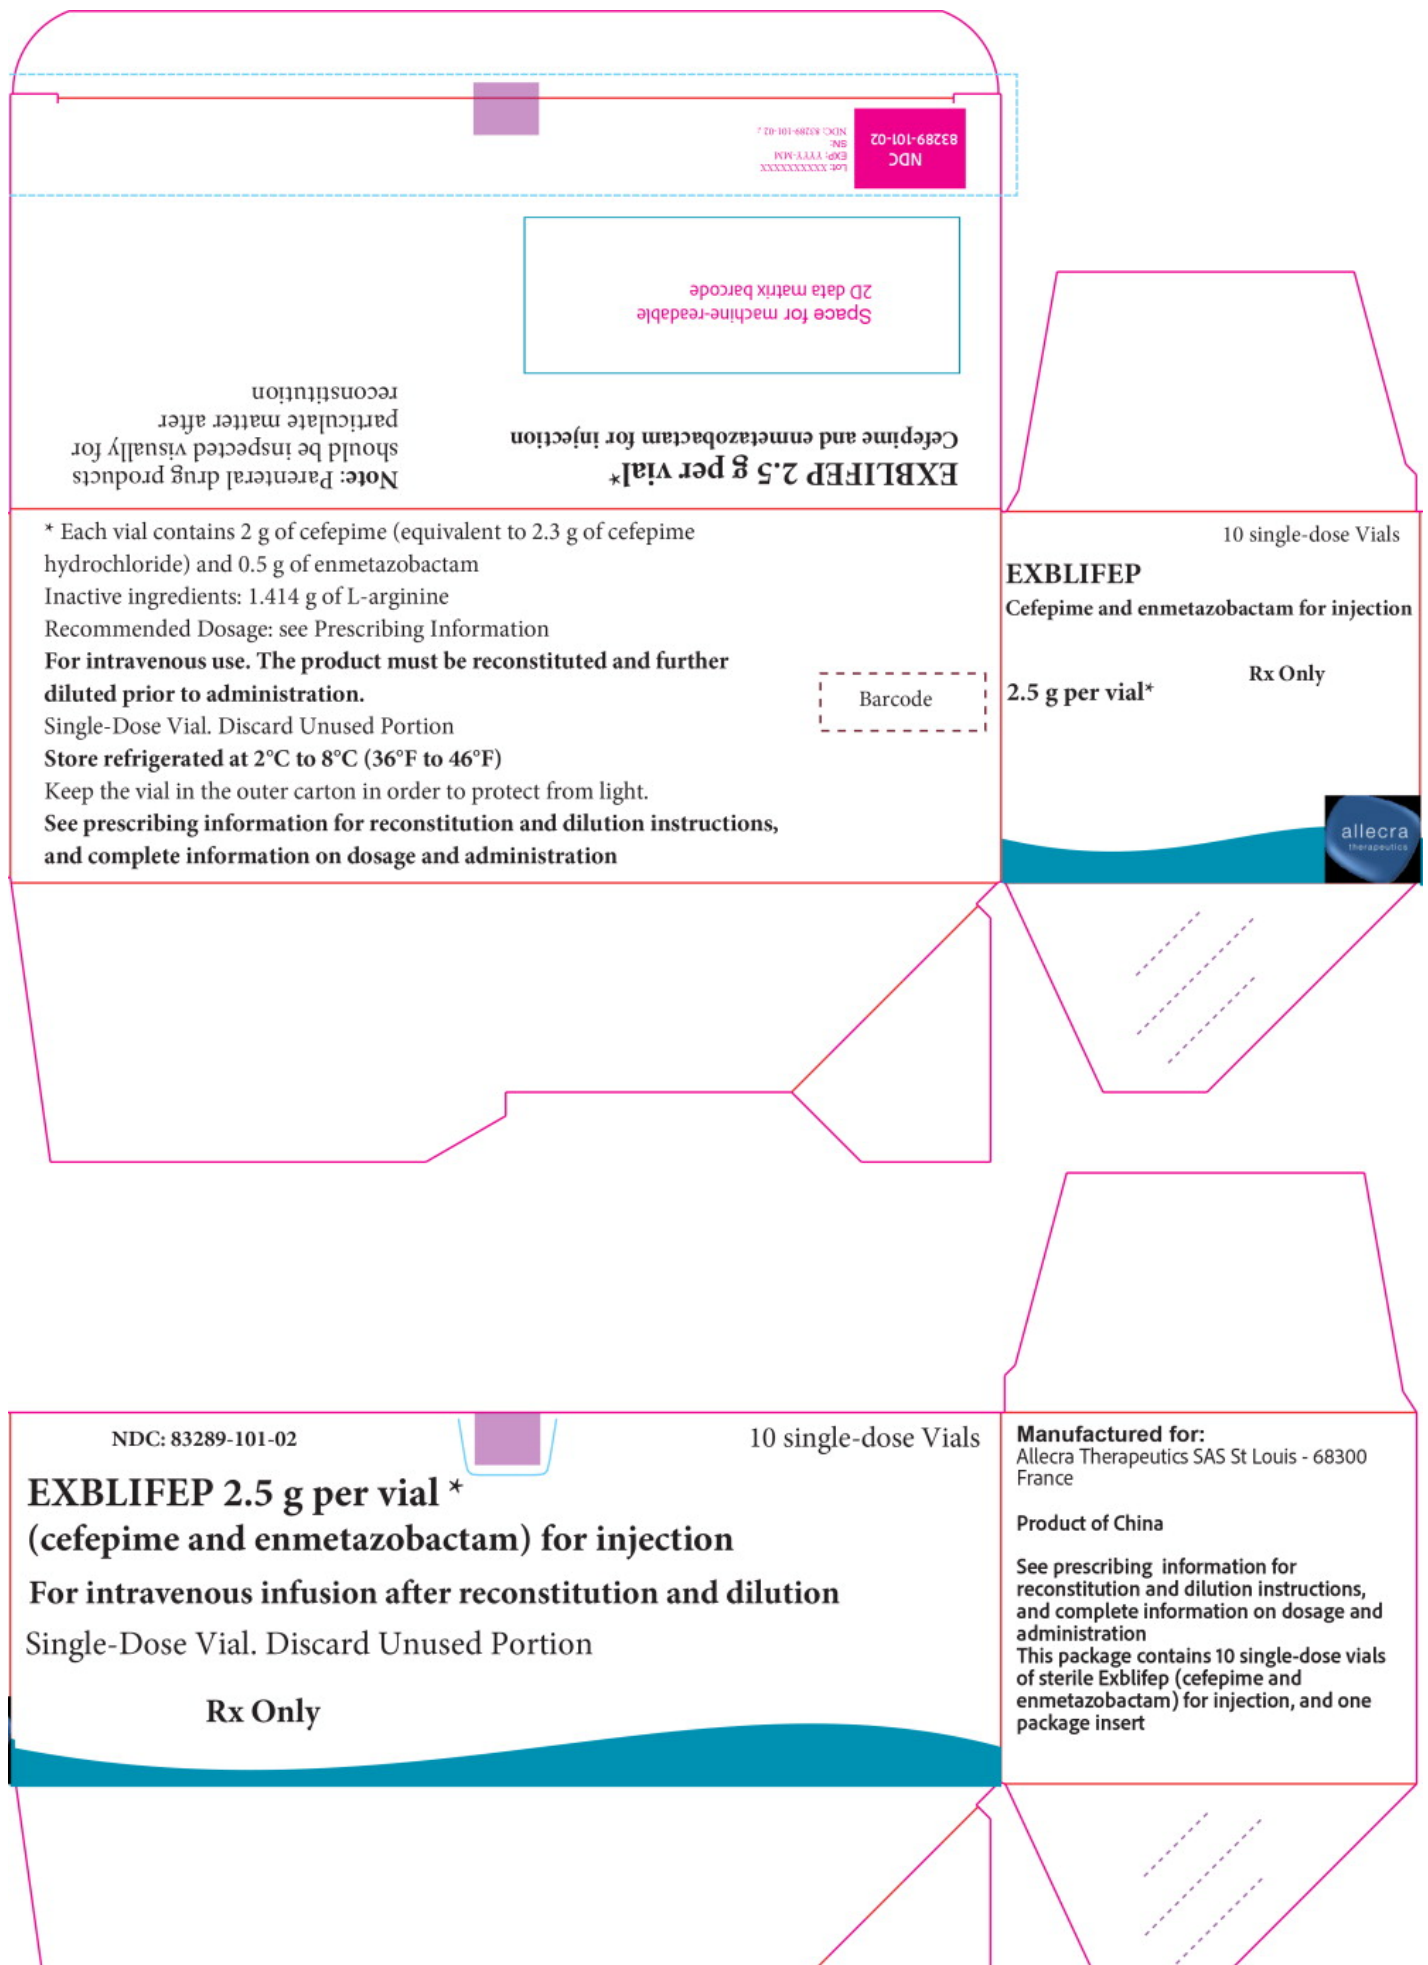 NDC
83289-101-02
Lot: XXXXXXXXXX
EXP: YYYY-MM
SN:
NDC: 83289-101-02
Space for machine-readable
2D data matrix barcode
EXBLIFEP 2.5 g per vial*
Cefepime and enmetazobactam for injection
Note: Parenteral drug products
should be inspected visually for
particulate matter after
reconstitution
* Each vial contains 2 g of cefepime (equivalent to 2.3 g of cefepime
hydrochloride) and 0.5 g of enmetazobactam
Inactive ingredients: 1.414 g of L-arginine
Recommended Dosage: see Prescribing Information
For intravenous use. The product must be reconstituted and further
diluted prior to administration.
Single-Dose Vial. Discard Unused Portion
Store refrigerated at 2°C to 8°C (36°F to 46°F)
Keep the vial in the outer carton in order to protect from light.
See prescribing information for reconstitution and dilution instructions,
and complete information on dosage and administration
Barcode
10 single-dose Vials
EXBLIFEP
Cefepime and enmetazobactam for injection
Rx Only
2.5 g per vial*
allecra
therapeutics
NDC: 83289-101-02
10 single-dose Vials
EXBLIFEP 2.5 g per vial *
(cefepime and enmetazobactam) for injection
For intravenous infusion after reconstitution and dilution
Single-Dose Vial. Discard Unused Portion
Rx Only
Manufactured for:
Allecra Therapeutics SAS St Louis - 68300
France
Product of China
See prescribing information for
reconstitution and dilution instructions,
and complete information on dosage and
administration
This package contains 10 single-dose vials
of sterile Exblifep (cefepime and
enmetazobactam) for injection, and one
package insert